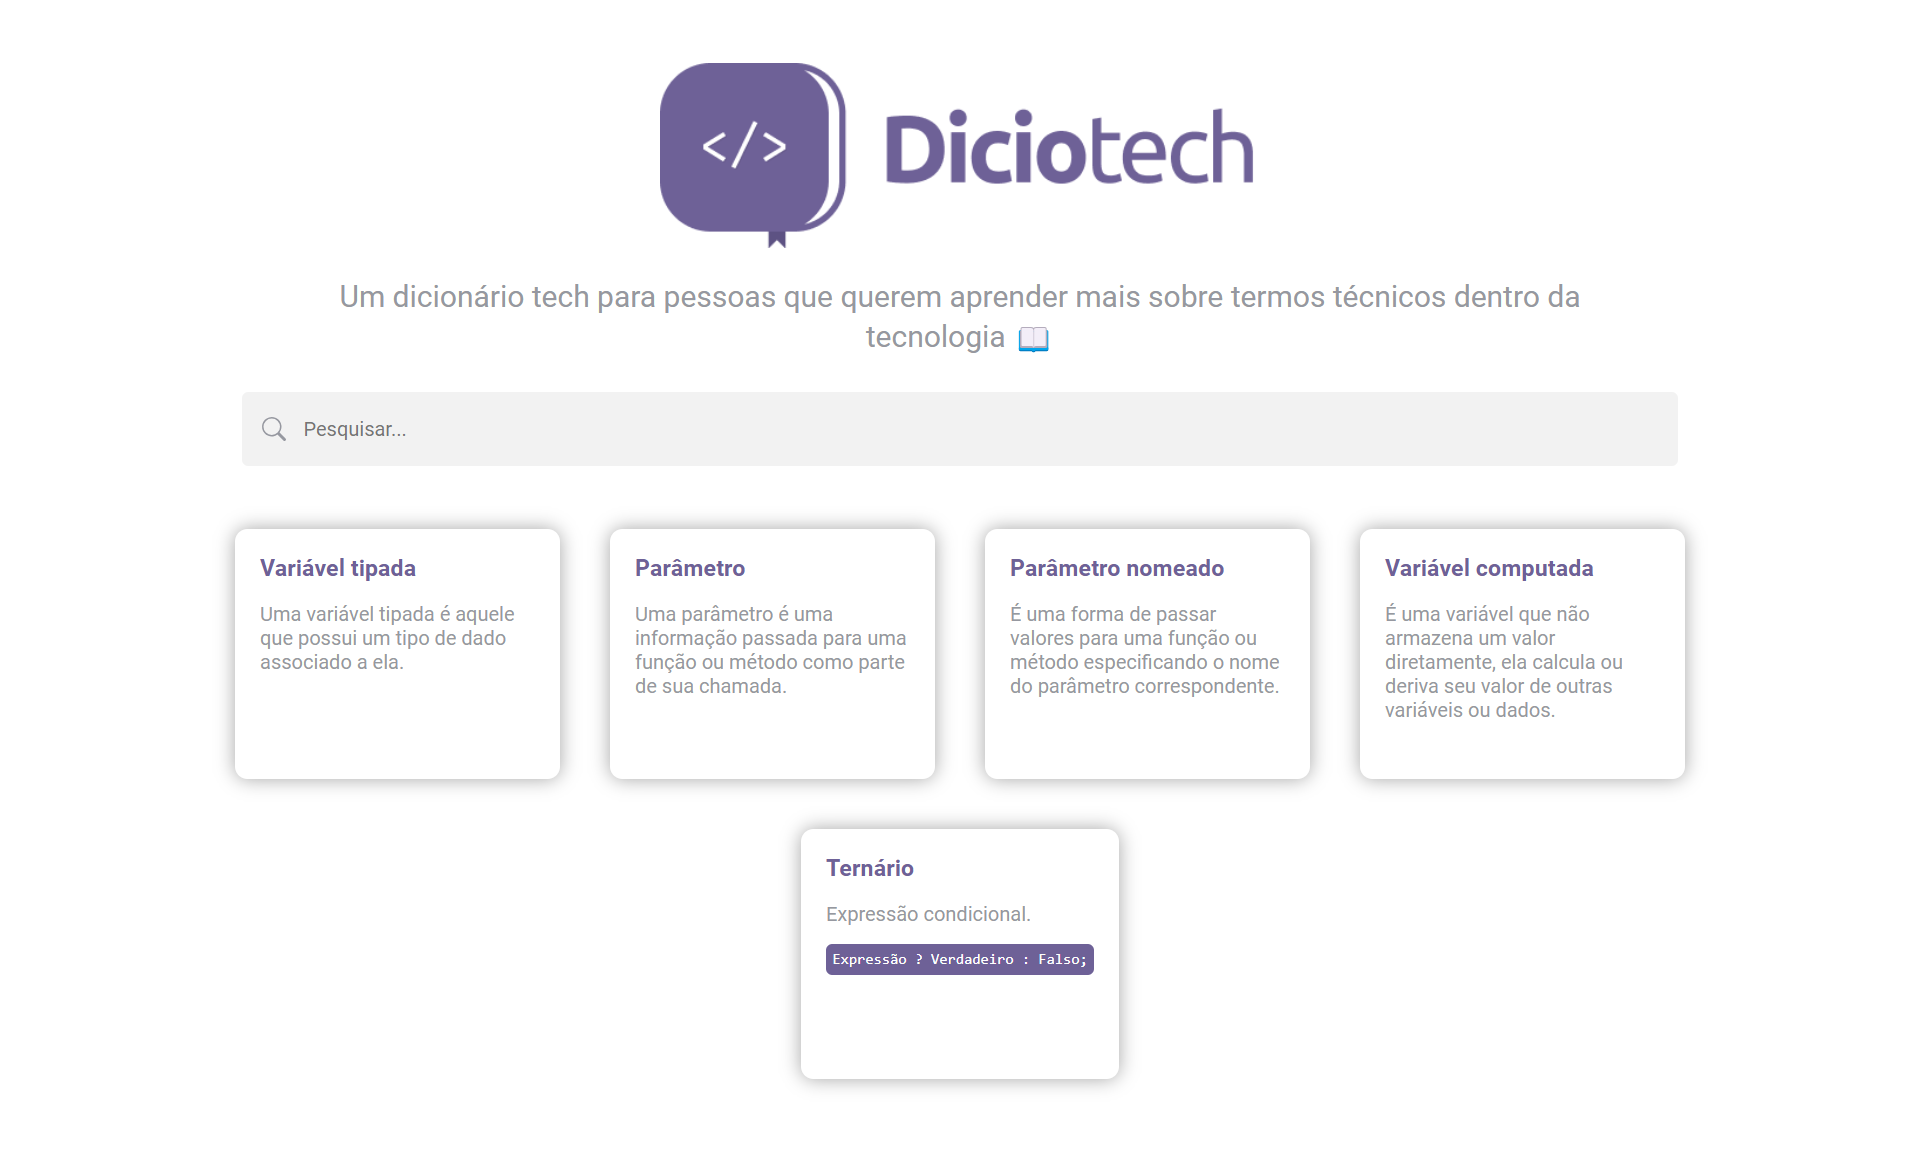 </>
Diciotech
Um dicionário tech para pessoas que querem aprender mais sobre termos técnicos dentro da
tecnologia 📖
Pesquisar...
Variável tipada
Uma variável tipada é aquele
que possui um tipo de dado
associado a ela.
Parâmetro
Uma parâmetro é uma
informação passada para uma
função ou método como parte
de sua chamada.
Parâmetro nomeado
É uma forma de passar
valores para uma função ou
método especificando o nome
do parâmetro correspondente.
Variável computada
É uma variável que não
armazena um valor
diretamente, ela calcula ou
deriva seu valor de outras
variáveis ou dados.
Ternário
Expressão condicional.
Expressão ? Verdadeiro : Falso;